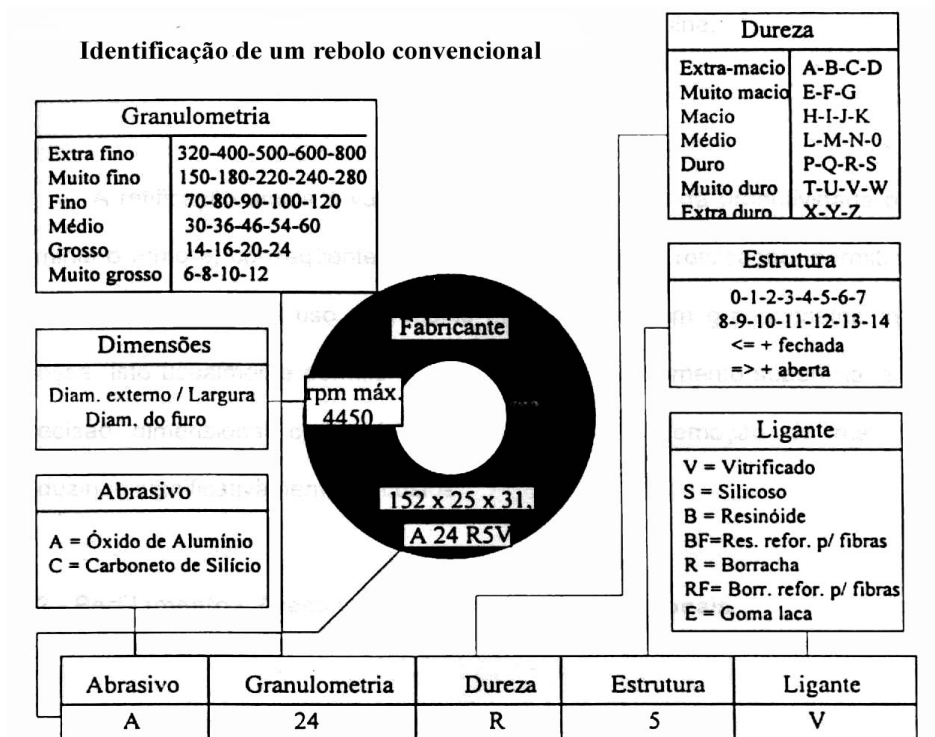 Identificação de um rebolo convencional
Granulometria
Extra fino 320-400-500-600-800
Muito fino 150-180-220-240-280
Fino 70-80-90-100-120
Médio 30-36-46-54-60
Grosso 14-16-20-24
Muito grosso 6-8-10-12
Dimensões
Diam. externo / Largura
Diam. do furo
Abrasivo
A = Óxido de Alumínio
C = Carboneto de Silício
Fabricante
rpm máx.
4450
152 x 25 x 31,
A 24 R5V
Dureza
Extra-macio A-B-C-D
Muito macio E-F-G
Macio H-I-J-K
Médio L-M-N-0
Duro P-Q-R-S
Muito duro T-U-V-W
Extra duro X-Y-Z
Estrutura
0-1-2-3-4-5-6-7
8-9-10-11-12-13-14
<= + fechada
=> + aberta
Ligante
V = Vitrificado
S = Silicoso
B = Resinóide
BF=Res. refor. p/ fibras
R = Borracha
RF= Borr. refor. p/ fibras
E = Goma laca
Abrasivo Granulometria Dureza Estrutura Ligante
A 24 R 5 V